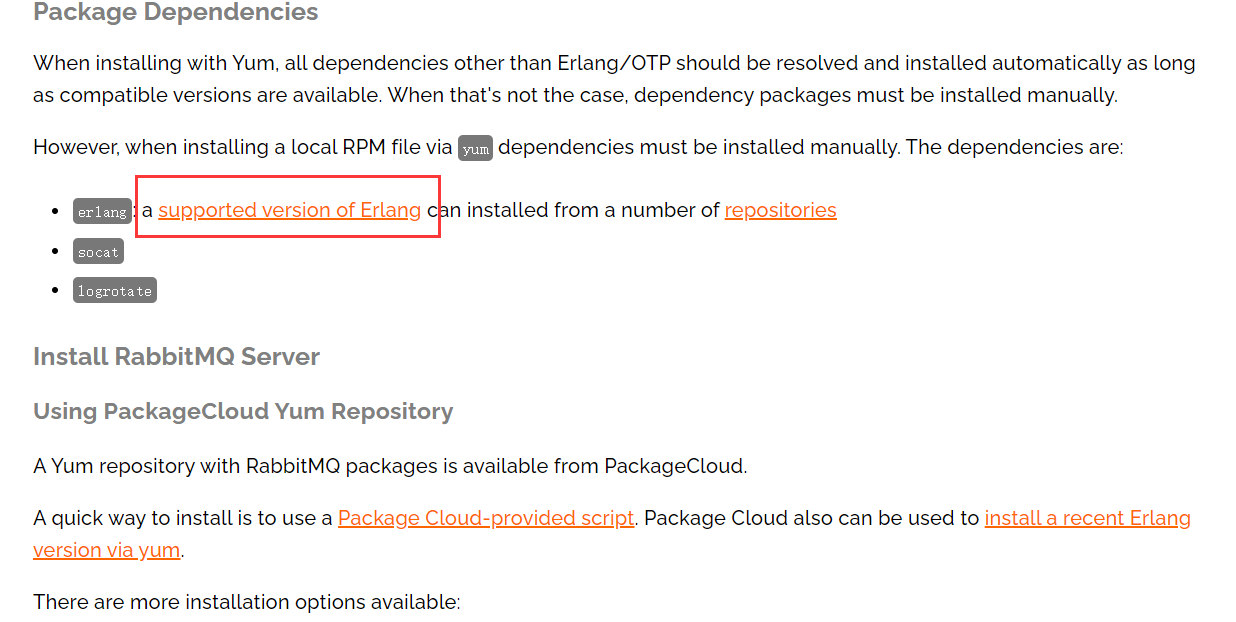 Package Dependencies
When installing with Yum, all dependencies other than Erlang/OTP should be resolved and installed automatically as long
as compatible versions are available. When that's not the case, dependency packages must be installed manually.
However, when installing a local RPM file via yum dependencies must be installed manually. The dependencies are:
• erlang: a supported version of Erlang can installed from a number of repositories
• socat
• logrotate
Install RabbitMQ Server
Using PackageCloud Yum Repository
A Yum repository with RabbitMQ packages is available from PackageCloud.
A quick way to install is to use a Package Cloud-provided script. Package Cloud also can be used to install a recent Erlang
version via yum.
There are more installation options available: